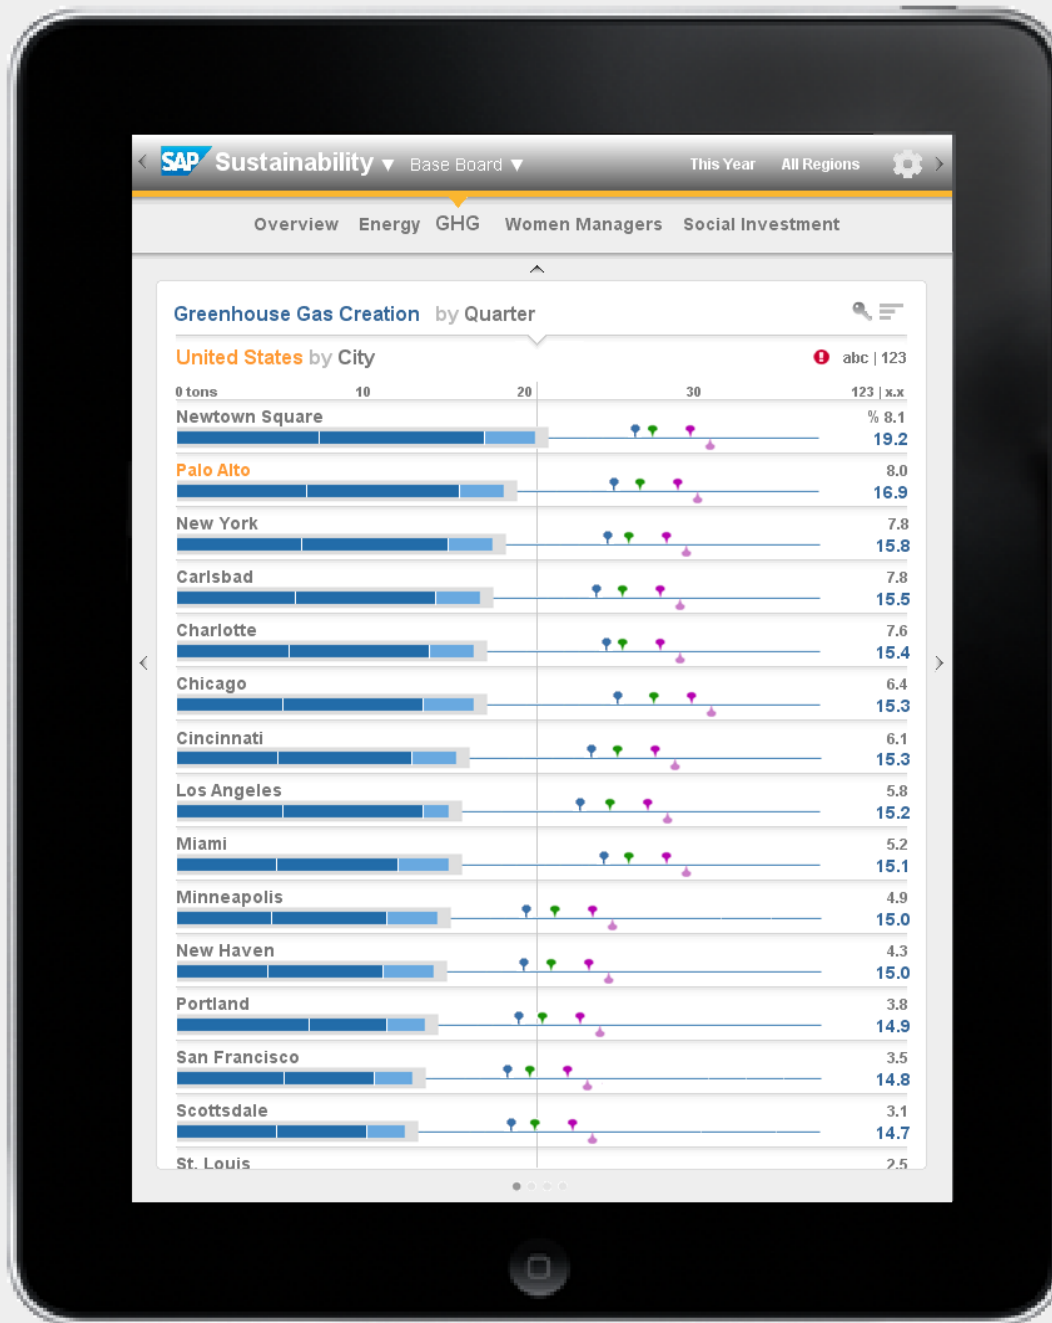 SAP Sustainability ▼ Base Board ▼ This Year All Regions
Overview Energy GHG Women Managers Social Investment
Greenhouse Gas Creation by Quarter
United States by City ! abc | 123
0 tons 10 20 30 123 | x.x
Newtown Square % 8.1
19.2
Palo Alto 8.0
16.9
New York 7.8
15.8
Carlsbad 7.8
15.5
Charlotte 7.6
15.4
Chicago 6.4
15.3
Cincinnati 6.1
15.3
Los Angeles 5.8
15.2
Miami 5.2
15.1
Minneapolis 4.9
15.0
New Haven 4.3
15.0
Portland 3.8
14.9
San Francisco 3.5
14.8
Scottsdale 3.1
14.7
St. Louis 2.5